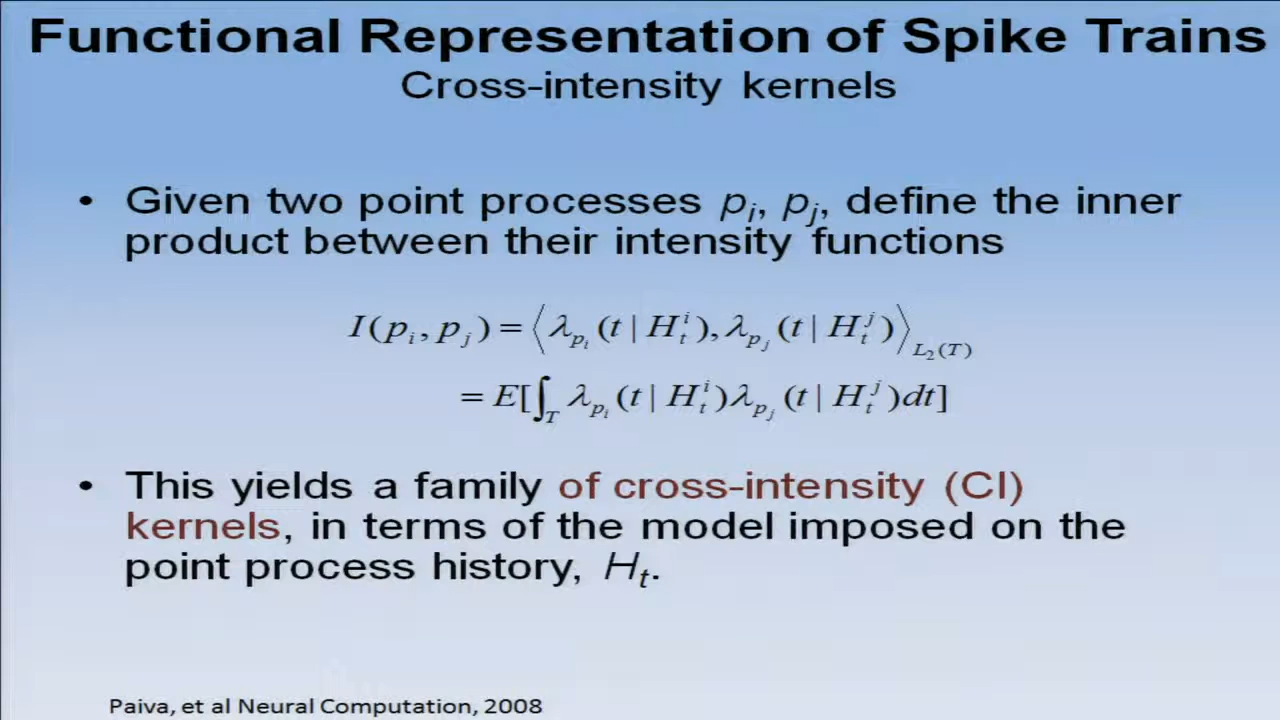 Functional Representation of Spike Trains
Cross-intensity kernels
• Given two point processes p_i, p_j, define the inner
product between their intensity functions
I(p_i, p_j) = ⟨λ_{p_i}(t | H_t^i), λ_{p_j}(t | H_t^j)⟩_{L_2(T)}
= E[∫_T λ_{p_i}(t | H_t^i)λ_{p_j}(t | H_t^j)dt]
• This yields a family of cross-intensity (CI)
kernels, in terms of the model imposed on the
point process history, H_t.
Paiva, et al Neural Computation, 2008